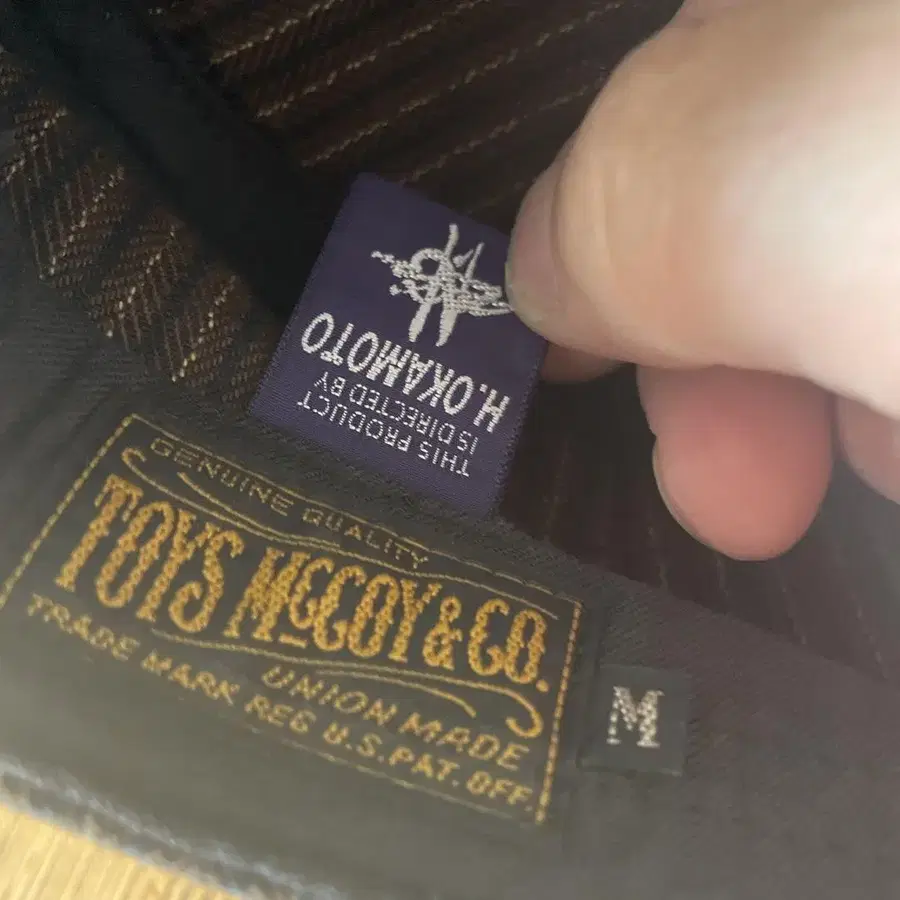 THIS PRODUCT
IS DIRECTED BY
H.OKAMOTO
GENUINE QUALITY
TOYS McCOY & CO.
UNION MADE
TRADE MARK REG U.S. PAT. OFF.
M